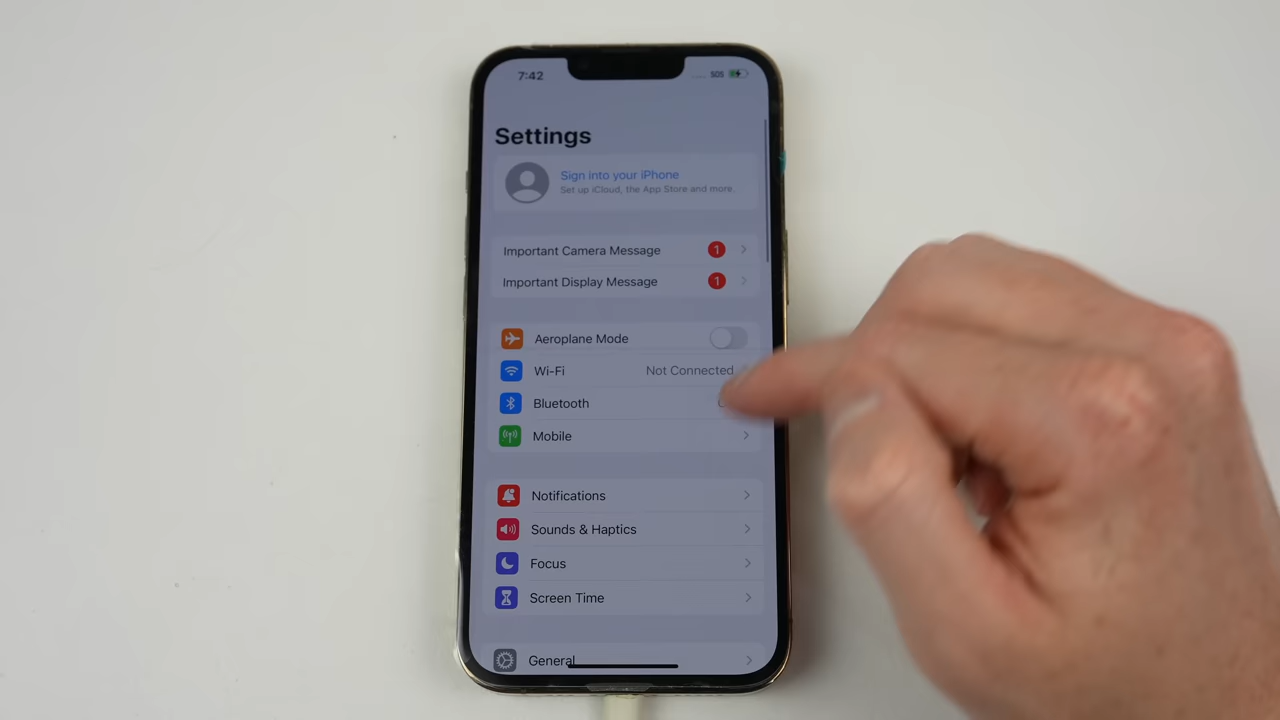 7:42
SOS
Settings
Sign into your iPhone
Set up iCloud, the App Store and more.
Important Camera Message 1
Important Display Message 1
Aeroplane Mode
Wi-Fi Not Connected
Bluetooth
Mobile
Notifications
Sounds & Haptics
Focus
Screen Time
General